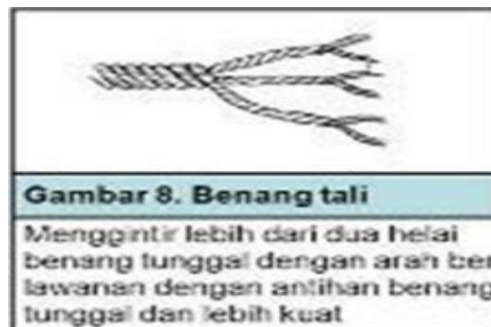 Gambar 8. Benang tali
Menggintir lebih dari dua helai
benang tunggal dengan arah ber
lawanan dengan antihan benang
tunggal dan lebih kuat